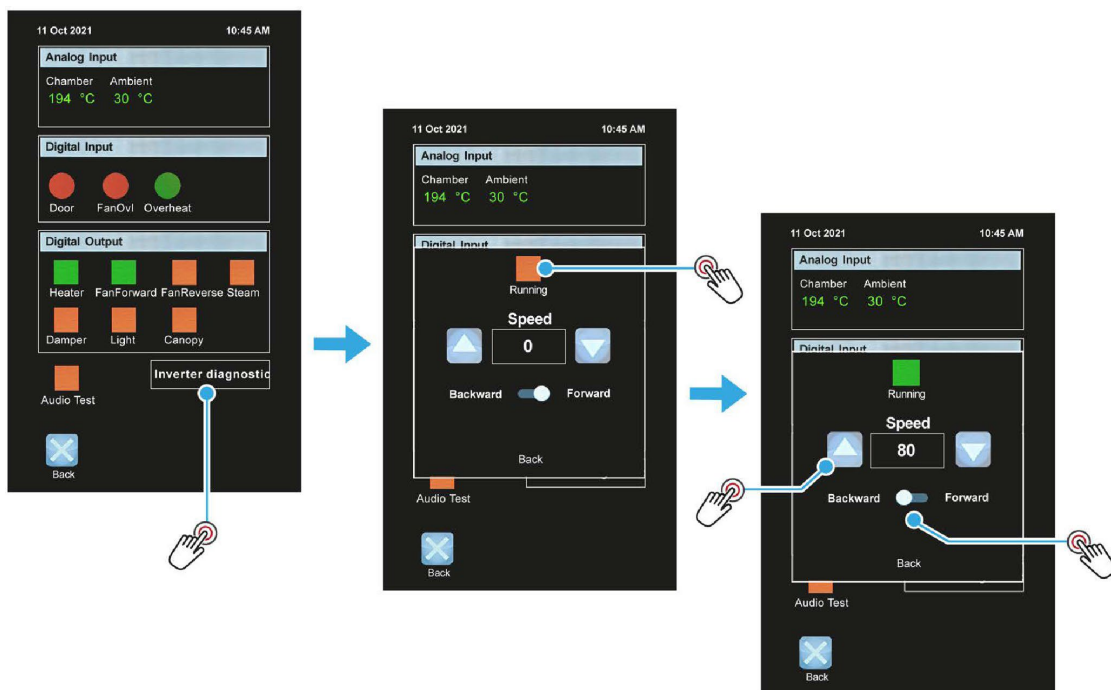 11 Oct 2021 10:45 AM
Analog Input
Chamber Ambient
194 °C 30 °C
Digital Input
Door FanOvl Overheat
Digital Output
Heater FanForward FanReverse Steam
Damper Light Canopy
Inverter diagnostic
Audio Test
Back
11 Oct 2021 10:45 AM
Analog Input
Chamber Ambient
194 °C 30 °C
Digital Input
Running
Speed
0
Backward Forward
Back
Audio Test
Back
11 Oct 2021 10:45 AM
Analog Input
Chamber Ambient
194 °C 30 °C
Digital Input
Running
Speed
80
Backward Forward
Back
Audio Test
Back